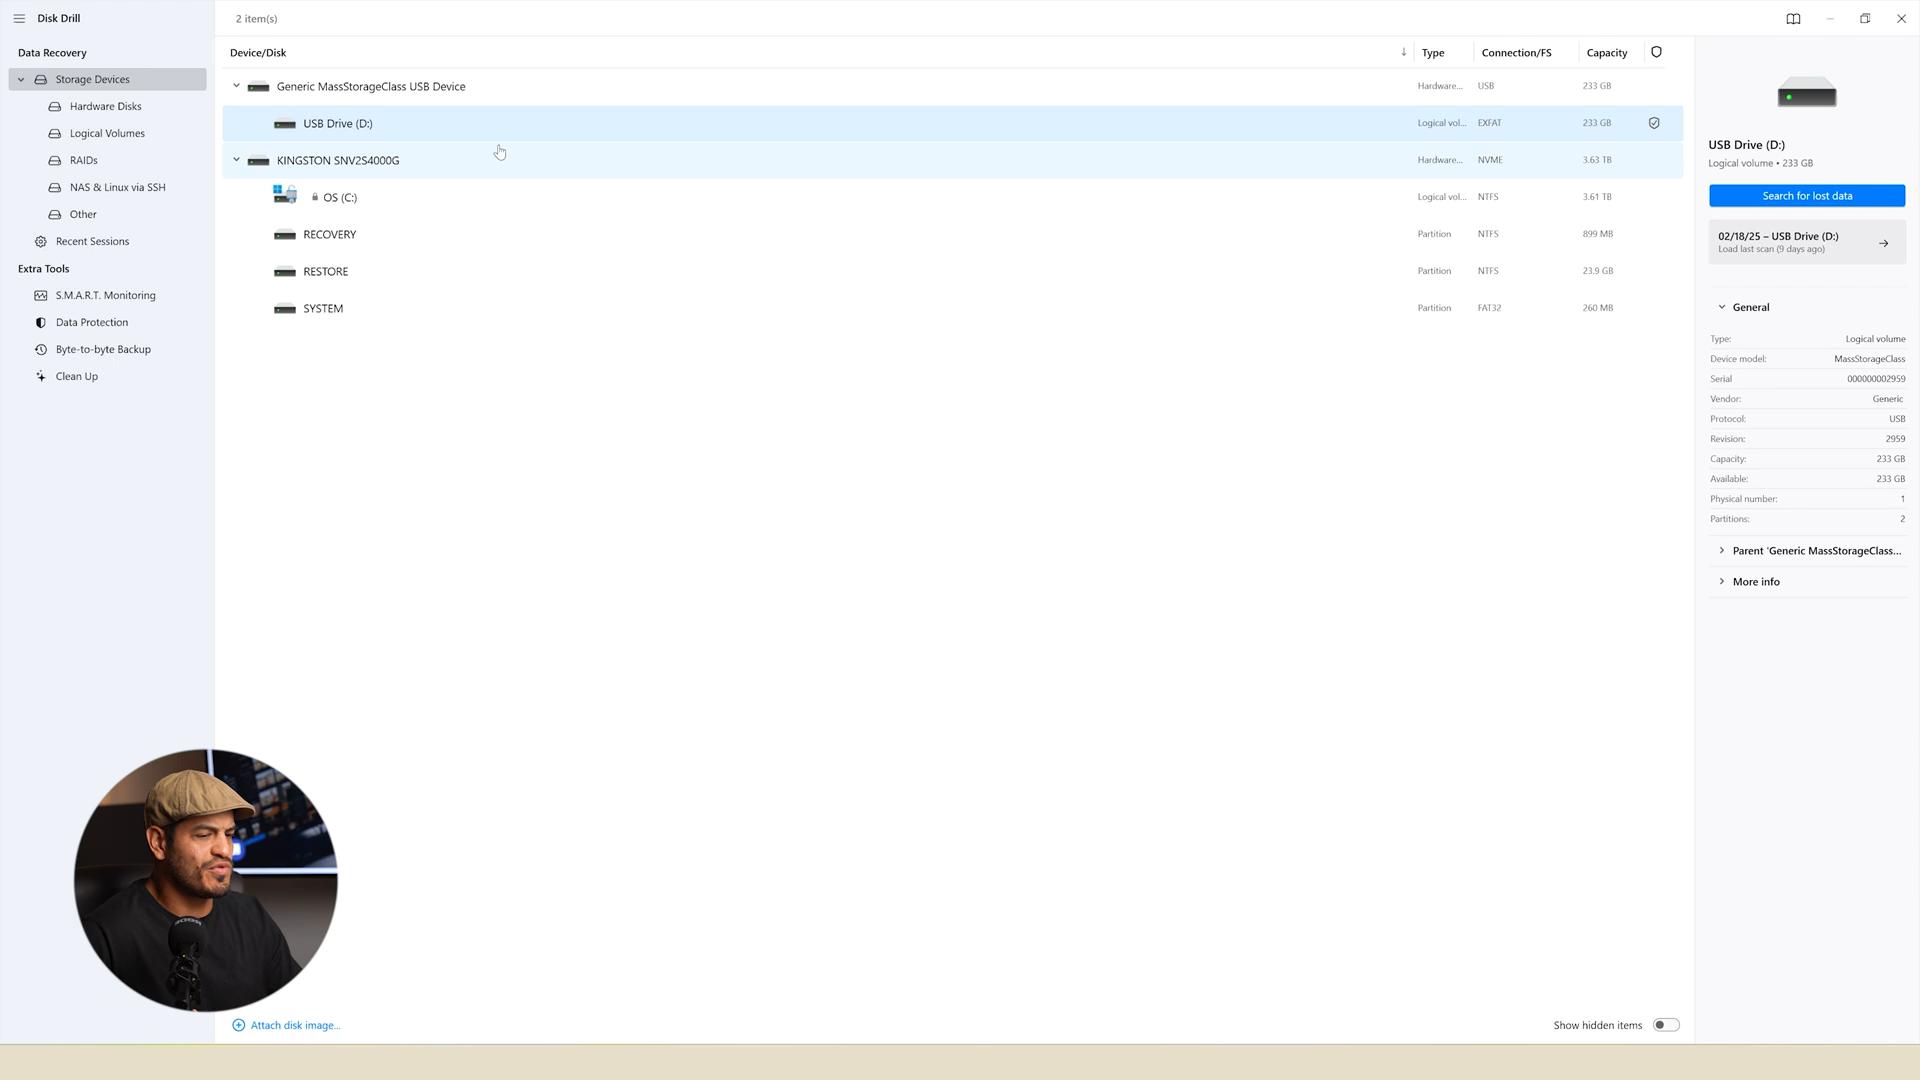 Disk Drill
2 item(s)
Data Recovery
Storage Devices
Hardware Disks
Logical Volumes
RAIDs
NAS & Linux via SSH
Other
Recent Sessions
Extra Tools
S.M.A.R.T. Monitoring
Data Protection
Byte-to-byte Backup
Clean Up
Device/Disk Type Connection/FS Capacity
Generic MassStorageClass USB Device Hardware... USB 233 GB
USB Drive (D:) Logical vol... EXFAT 233 GB
KINGSTON SNV2S4000G Hardware... NVME 3.63 TB
OS (C:) Logical vol... NTFS 3.61 TB
RECOVERY Partition NTFS 899 MB
RESTORE Partition NTFS 23.9 GB
SYSTEM Partition FAT32 260 MB
Attach disk image...
Show hidden items
USB Drive (D:)
Logical volume • 233 GB
Search for lost data
02/18/25 – USB Drive (D:)
Load last scan (9 days ago)
General
Type: Logical volume
Device model: MassStorageClass
Serial 000000002959
Vendor: Generic
Protocol: USB
Revision: 2959
Capacity: 233 GB
Available: 233 GB
Physical number: 1
Partitions: 2
Parent 'Generic MassStorageClass...
More info